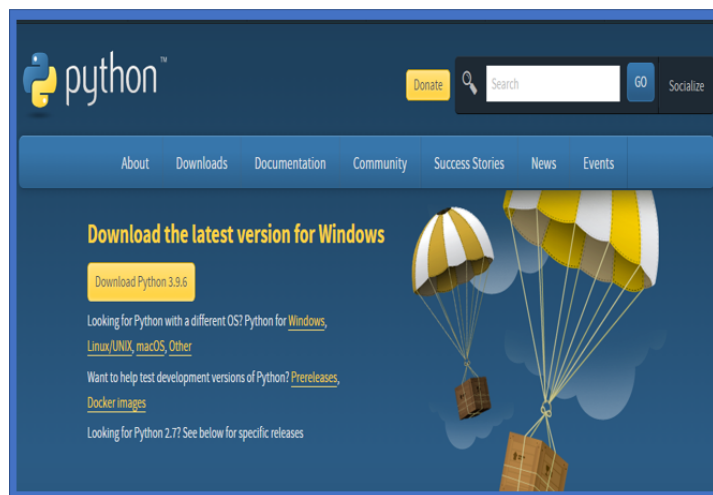 python™
Donate
Search
GO
Socialize
About Downloads Documentation Community Success Stories News Events
Download the latest version for Windows
Download Python 3.9.6
Looking for Python with a different OS? Python for Windows,
Linux/UNIX, macOS, Other
Want to help test development versions of Python? Prereleases,
Docker images
Looking for Python 2.7? See below for specific releases